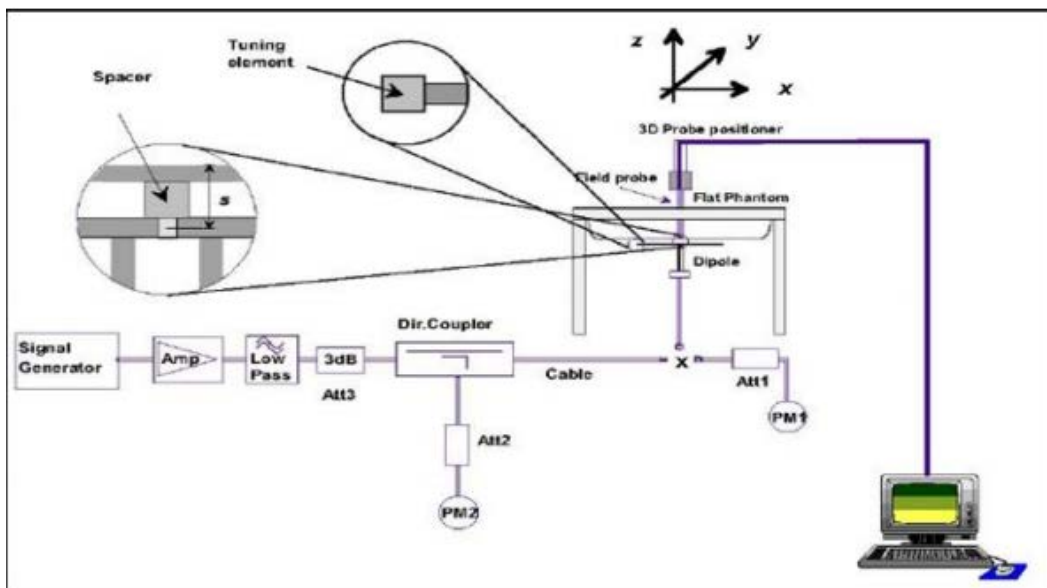 Tuning
element
Spacer
s
z
y
x
3D Probe positioner
Field probe
Flat Phantom
Dipole
Signal
Generator
Amp
Low
Pass
3dB
Att3
Dir.Coupler
Cable
X
Att1
PM1
Att2
PM2